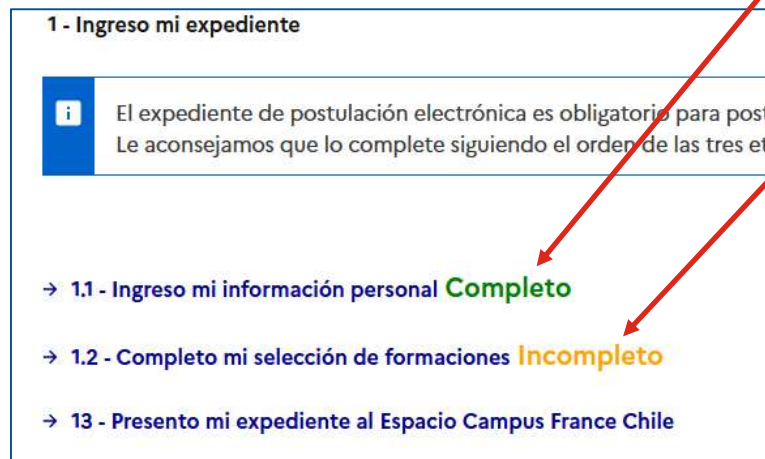 1 - Ingreso mi expediente
i
El expediente de postulación electrónica es obligatorio para
Le aconsejamos que lo complete siguiendo el orden de las tres
→ 1.1 - Ingreso mi información personal Completo
→ 1.2 - Completo mi selección de formaciones Incompleto
→ 13 - Presento mi expediente al Espacio Campus France Chile